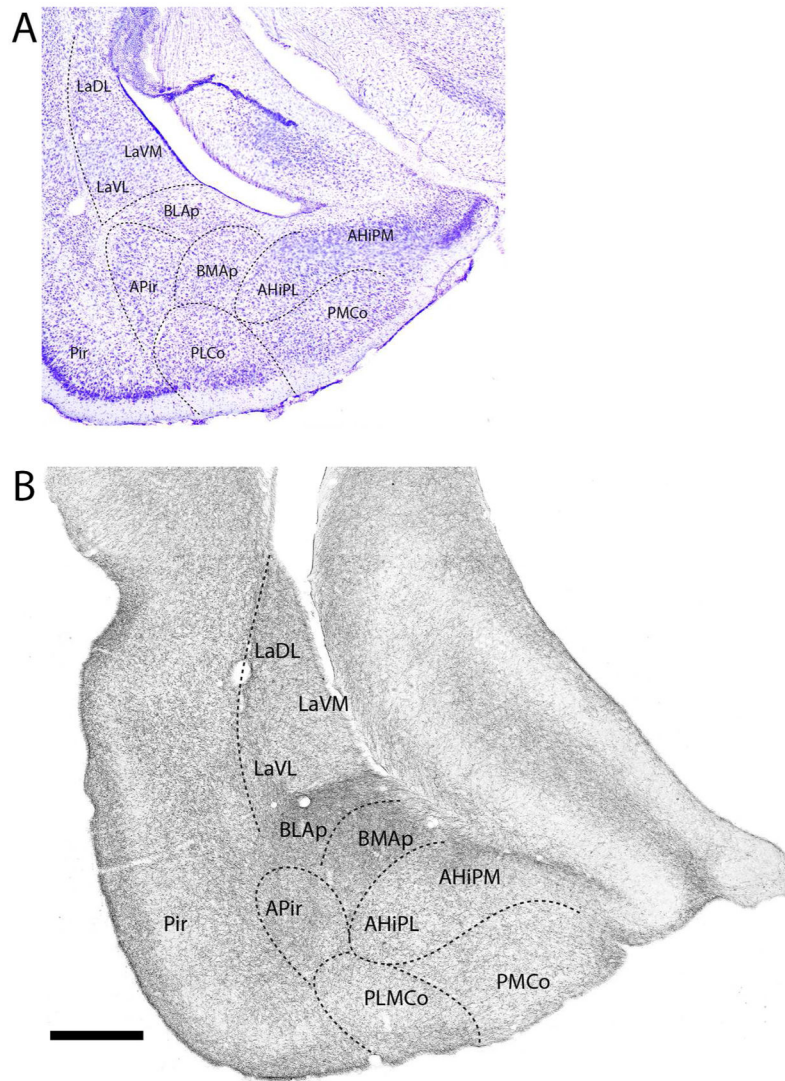 A
LaDL
LaVM
LaVL
BLAp
AHiPM
BMAp
APir
AHiPL
PMCo
Pir
PLCo
B
LaDL
LaVM
LaVL
BLAp
BMAp
AHiPM
APir
AHiPL
Pir
PMCo
PLMCo